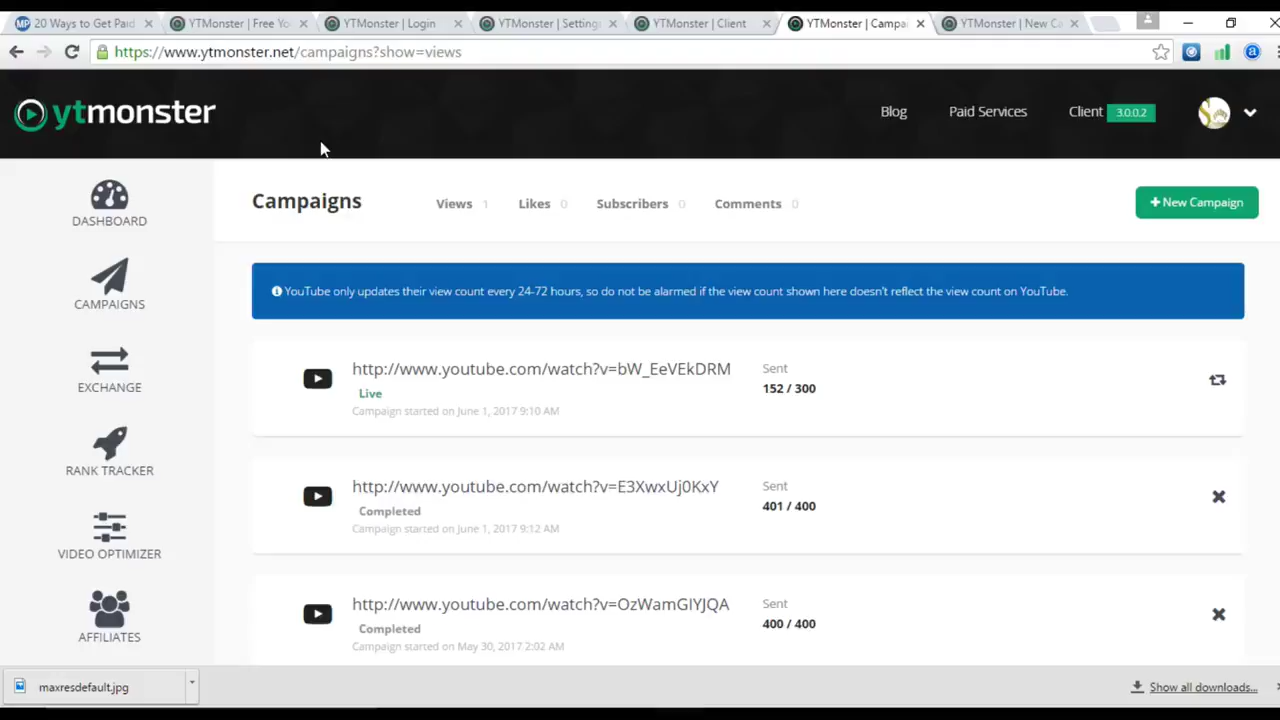 20 Ways to Get Paid
YTMonster | Free Yo
YTMonster | Login
YTMonster | Setting
YTMonster | Client
YTMonster | Campa
YTMonster | New Ca
https://www.ytmonster.net/campaigns?show=views
ytmonster
Blog
Paid Services
Client 3.0.0.2
DASHBOARD
CAMPAIGNS
EXCHANGE
RANK TRACKER
VIDEO OPTIMIZER
AFFILIATES
Campaigns
Views 1
Likes 0
Subscribers 0
Comments 0
New Campaign
YouTube only updates their view count every 24-72 hours, so do not be alarmed if the view count shown here doesn't reflect the view count on YouTube.
http://www.youtube.com/watch?v=bW_EeVEkDRM
Live
Campaign started on June 1, 2017 9:10 AM
Sent
152 / 300
http://www.youtube.com/watch?v=E3XwxUj0KxY
Completed
Campaign started on June 1, 2017 9:12 AM
Sent
401 / 400
http://www.youtube.com/watch?v=OzWamGIYJQA
Completed
Campaign started on May 30, 2017 2:02 AM
Sent
400 / 400
maxresdefault.jpg
Show all downloads...